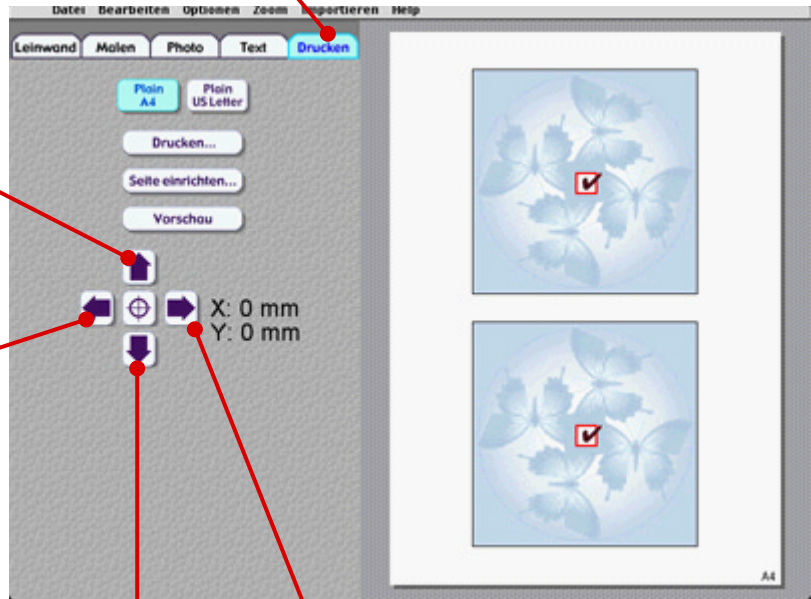 Datei Bearbeiten Optionen Zoom Importieren Help
Leinwand Malen Photo Text Drucken
Plain A4
Plain US Letter
Drucken...
Seite einrichten...
Vorschau
X: 0 mm
Y: 0 mm
A4